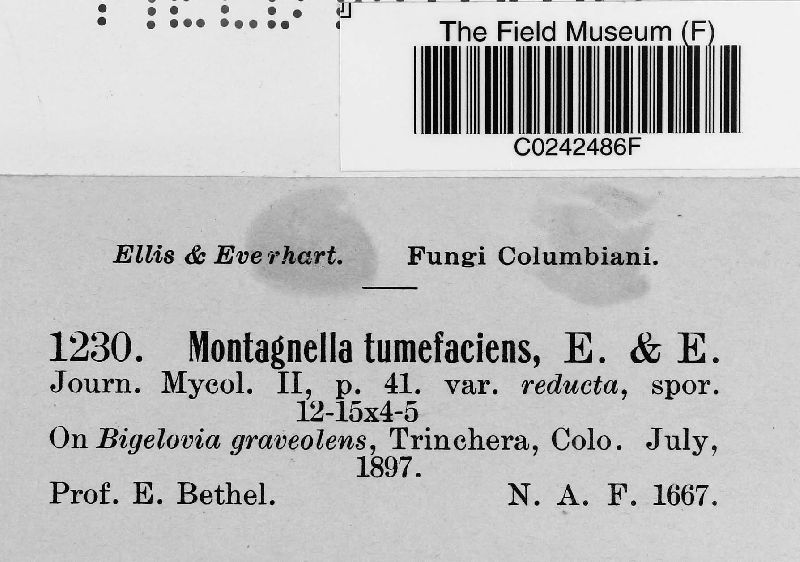 The Field Museum (F)
C0242486F
Ellis & Everhart. Fungi Columbiani.
1230. Montagnella tumefaciens, E. & E.
Journ. Mycol. II, p. 41. var. reducta, spor.
12-15x4-5
On Bigelovia graveolens, Trinchera, Colo. July,
1897.
Prof. E. Bethel. N. A. F. 1667.